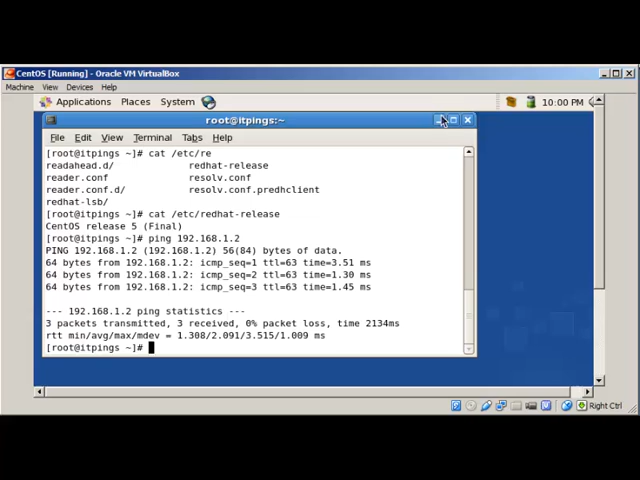 CentOS [Running] - Oracle VM VirtualBox
Machine View Devices Help
Applications Places System 10:00 PM
root@itpings:~
File Edit View Terminal Tabs Help
[root@itpings ~]# cat /etc/re
readahead.d/ redhat-release
reader.conf resolv.conf
reader.conf.d/ resolv.conf.predhclient
redhat-lsb/
[root@itpings ~]# cat /etc/redhat-release
CentOS release 5 (Final)
[root@itpings ~]# ping 192.168.1.2
PING 192.168.1.2 (192.168.1.2) 56(84) bytes of data.
64 bytes from 192.168.1.2: icmp_seq=1 ttl=63 time=3.51 ms
64 bytes from 192.168.1.2: icmp_seq=2 ttl=63 time=1.30 ms
64 bytes from 192.168.1.2: icmp_seq=3 ttl=63 time=1.45 ms
--- 192.168.1.2 ping statistics ---
3 packets transmitted, 3 received, 0% packet loss, time 2134ms
rtt min/avg/max/mdev = 1.308/2.091/3.515/1.009 ms
[root@itpings ~]#
Right Ctrl